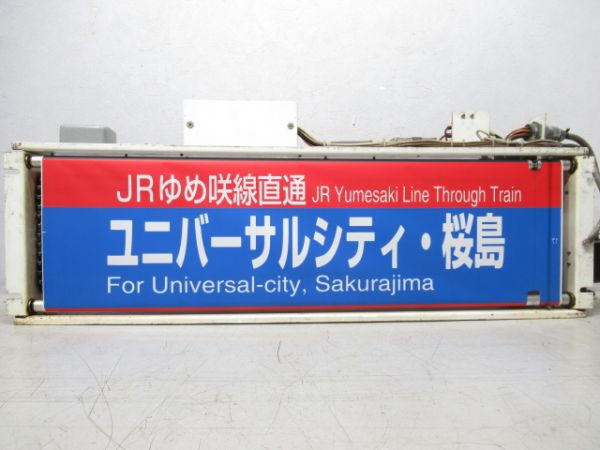 JRゆめ咲線直通 JR Yumesaki Line Through Train
ユニバーサルシティ・桜島
For Universal-city, Sakurajima